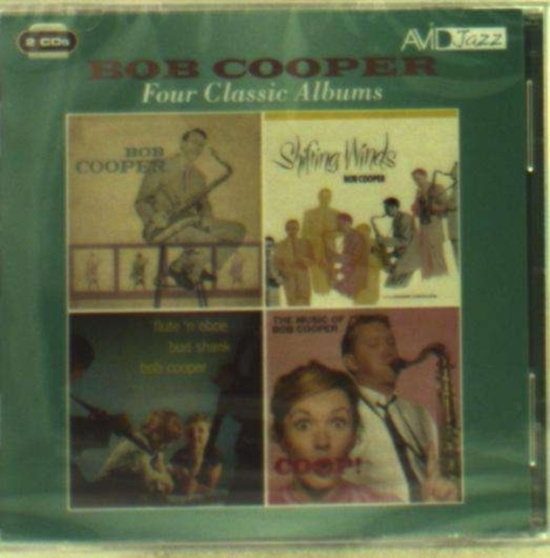 2 CDs
AVID Jazz
BOB COOPER
Four Classic Albums
BOB
COOPER
Shifting Winds
BOB COOPER
flute 'n oboe
bud shank
bob cooper
THE MUSIC OF
BOB COOPER
COOP!